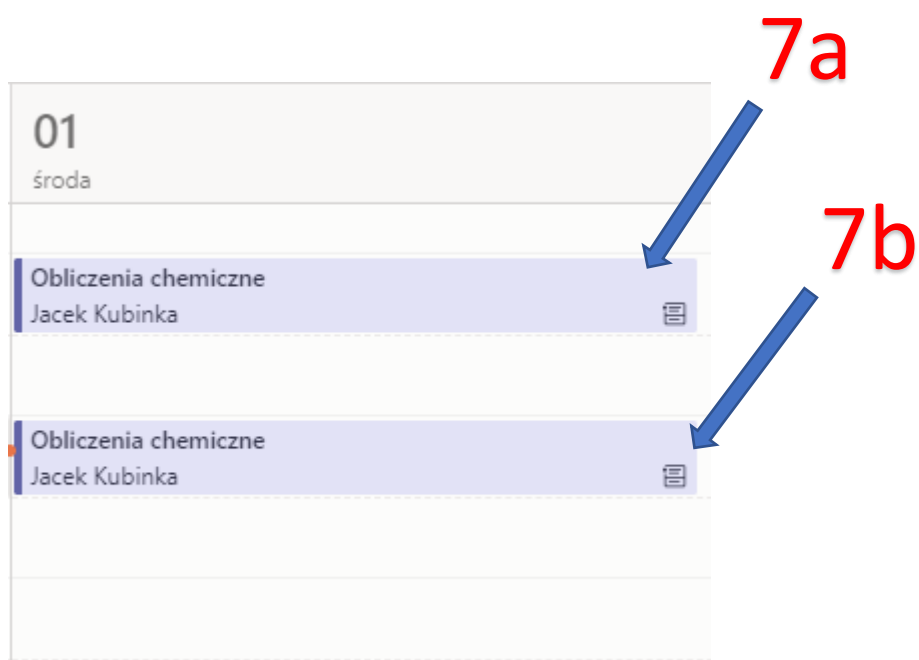 7a
01
środa
7b
Obliczenia chemiczne
Jacek Kubinka
Obliczenia chemiczne
Jacek Kubinka